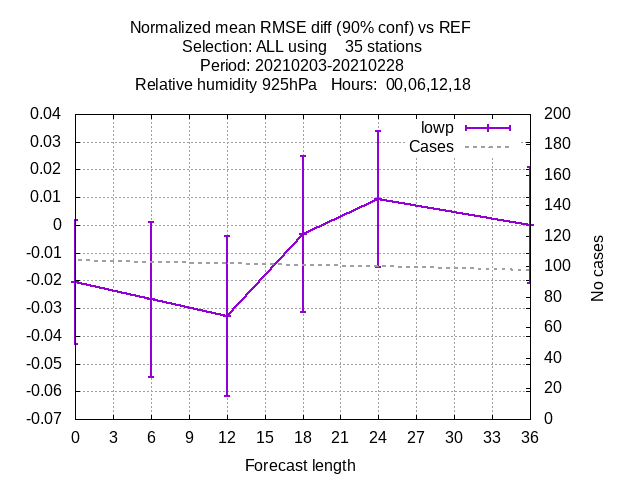 Normalized mean RMSE diff (90% conf) vs REF
Selection: ALL using    35 stations
Period: 20210203-20210228
Relative humidity 925hPa   Hours:  00,06,12,18
lowp
Cases
0.04
0.03
0.02
0.01
0
-0.01
-0.02
-0.03
-0.04
-0.05
-0.06
-0.07
200
180
160
140
120
100
80
60
40
20
0
No cases
0 3 6 9 12 15 18 21 24 27 30 33 36
Forecast length